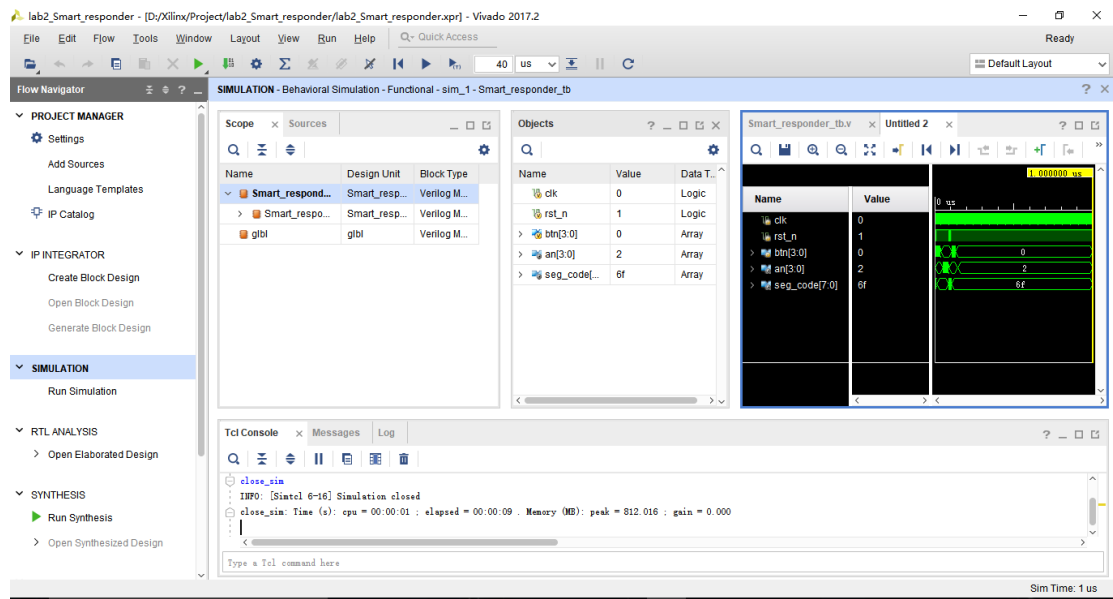 lab2_Smart_responder - [D:/Xilinx/Project/lab2_Smart_responder/lab2_Smart_responder.xpr] - Vivado 2017.2
File Edit Flow Tools Window Layout View Run Help Q- Quick Access Ready
40 us Default Layout
Flow Navigator
PROJECT MANAGER
Settings
Add Sources
Language Templates
IP Catalog
IP INTEGRATOR
Create Block Design
Open Block Design
Generate Block Design
SIMULATION
Run Simulation
RTL ANALYSIS
Open Elaborated Design
SYNTHESIS
Run Synthesis
Open Synthesized Design
SIMULATION - Behavioral Simulation - Functional - sim_1 - Smart_responder_tb
Scope Sources
Name Design Unit Block Type
Smart_respond... Smart_resp... Verilog M...
Smart_respo... Smart_resp... Verilog M...
glbl glbl Verilog M...
Objects
Name Value Data T...
clk 0 Logic
rst_n 1 Logic
btn[3:0] 0 Array
an[3:0] 2 Array
seg_code[... 6f Array
Smart_responder_tb.v Untitled 2
1.000000 us
Name Value 0 us
clk 0
rst_n 1
btn[3:0] 0 0
an[3:0] 2 2
seg_code[7:0] 6f 6f
Tcl Console Messages Log
close_sim
INFO: [Simtcl 6-16] Simulation closed
close_sim: Time (s): cpu = 00:00:01 ; elapsed = 00:00:09 . Memory (MB): peak = 812.016 ; gain = 0.000
Type a Tcl command here
Sim Time: 1 us